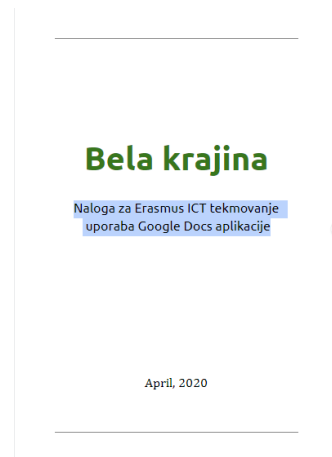 Bela krajina
Naloga za Erasmus ICT tekmovanje
uporaba Google Docs aplikacije
April, 2020